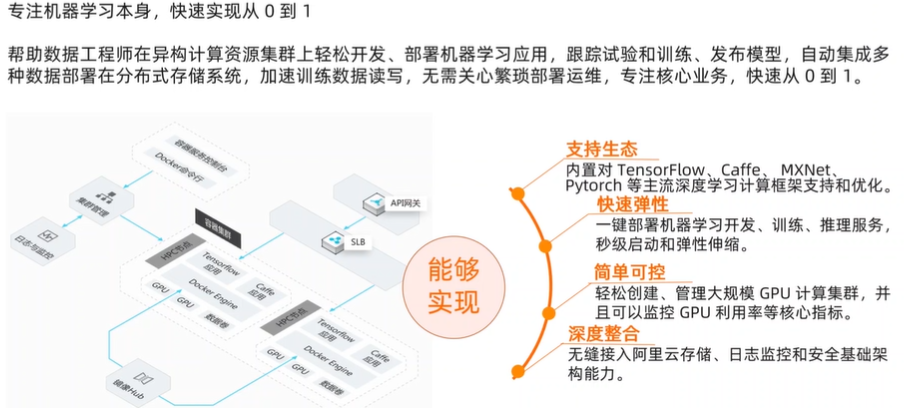 专注机器学习本身，快速实现从 0 到 1
帮助数据工程师在异构计算资源集群上轻松开发、部署机器学习应用，跟踪试验和训练、发布模型，自动集成多
种数据部署在分布式存储系统，加速训练数据读写，无需关心繁琐部署运维，专注核心业务，快速从 0 到 1。
容器服务控制台
Docker命令行
集群管理
日志与监控
API网关
SLB
容器集群
HPC节点
Tensorflow
应用
Caffe
应用
Docker Engine
GPU
GPU
数据卷
HPC节点
Tensorflow
应用
Caffe
应用
Docker Engine
GPU
GPU
数据卷
镜像Hub
能够
实现
支持生态
内置对 TensorFlow、Caffe、 MXNet、
Pytorch 等主流深度学习计算框架支持和优化。
快速弹性
一键部署机器学习开发、训练、推理服务，
秒级启动和弹性伸缩。
简单可控
轻松创建、管理大规模 GPU 计算集群，并
且可以监控 GPU 利用率等核心指标。
深度整合
无缝接入阿里云存储、日志监控和安全基础架
构能力。